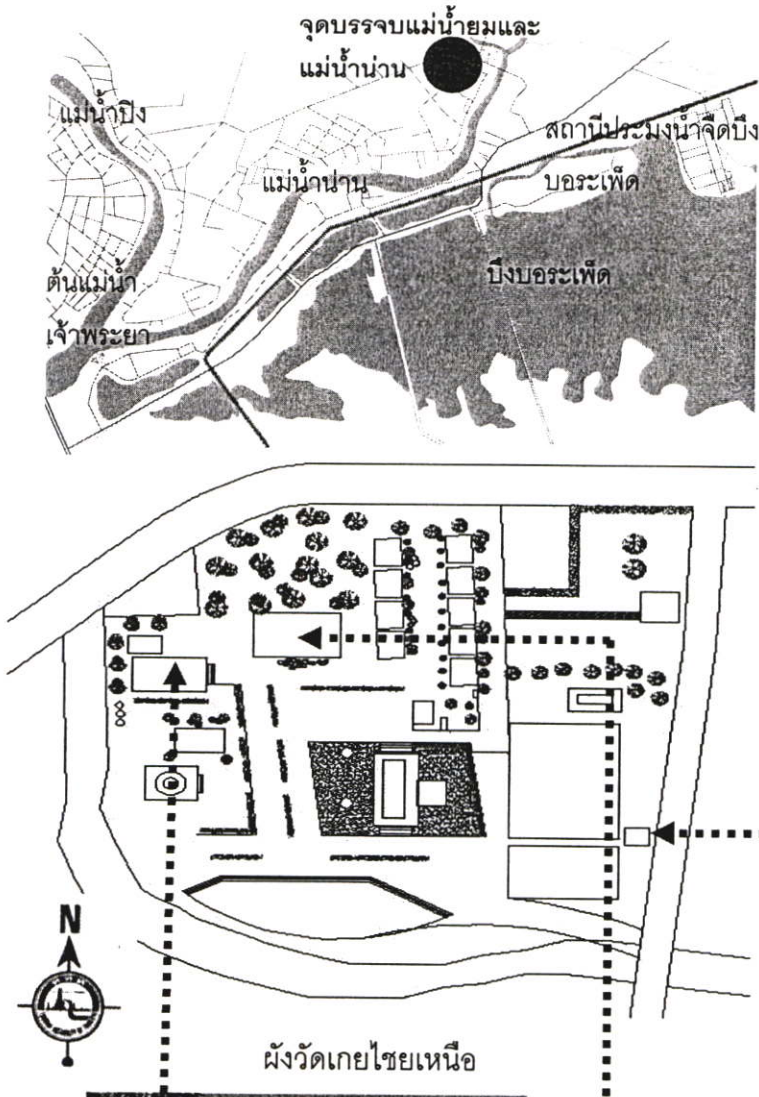 จุดบรรจบแม่น้ำยมและ
แม่น้ำน่าน
แม่น้ำปิง
สถานีประมงน้ำจืดบึง
บอระเพ็ด
แม่น้ำน่าน
บึงบอระเพ็ด
ต้นแม่น้ำ
เจ้าพระยา
N
ผังวัดเกยไชยเหนือ